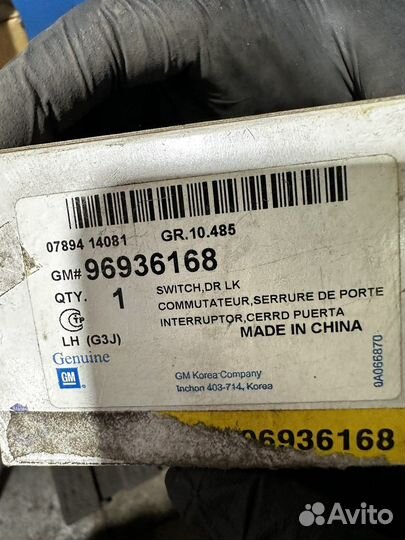 07894 14081 GR.10.485
GM# 96936168
QTY. 1 SWITCH,DR LK
COMMUTATEUR,SERRURE DE PORTE
INTERRUPTOR,CERRD PUERTA
LH (G3J) MADE IN CHINA
Genuine
GM
GM Korea Company
Inchon 403-714, Korea
0A066870
96936168
Avito